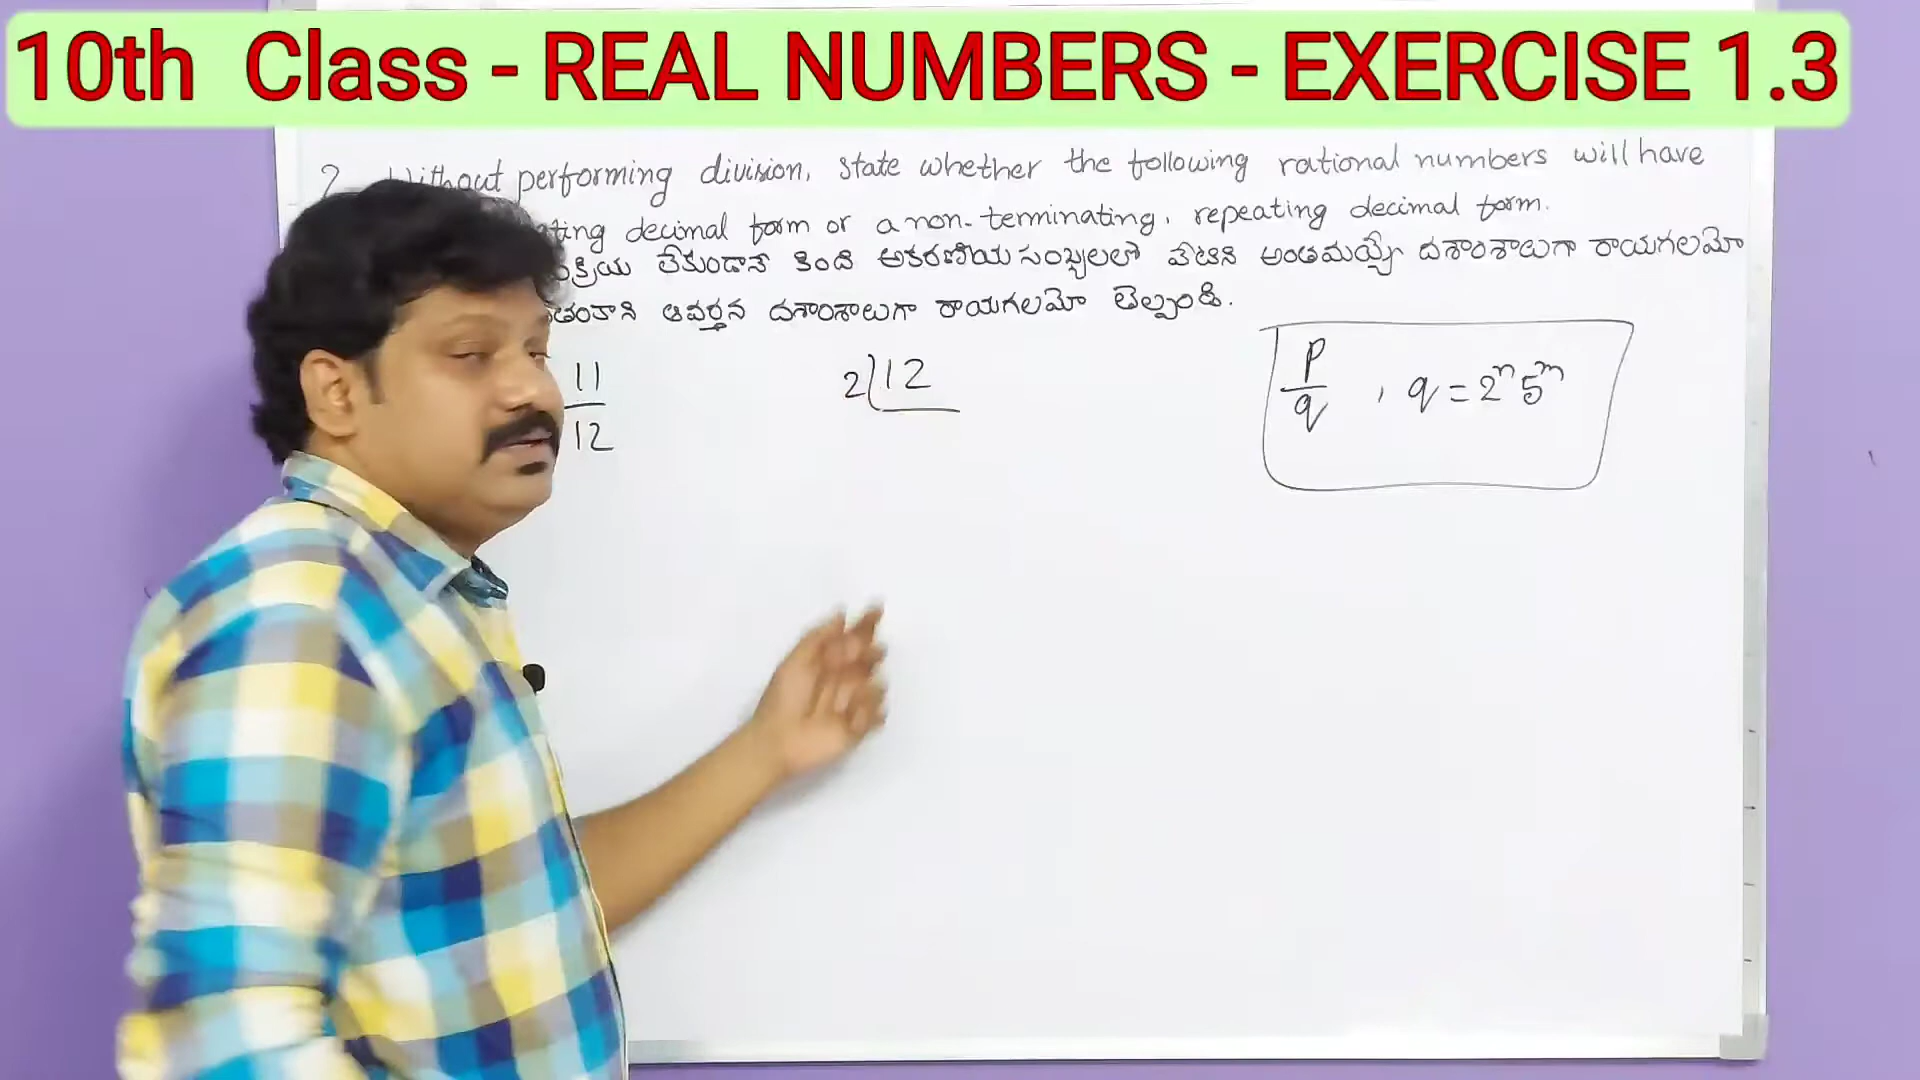 10th Class - REAL NUMBERS - EXERCISE 1.3
2. Without performing division, state whether the following rational numbers will have
ting decimal form or a non-terminating, repeating decimal form.
క్రియ లేకుండానే కింది అకరణీయ సంఖ్యలలో వేటిని అంతమయ్యే దశాంశాలుగా రాయగలమో
తంకాని ఆవర్తన దశాంశాలుగా రాయగలమో తెల్పండి.
11
12
2 12
p
q , q = 2ⁿ5ᵐ